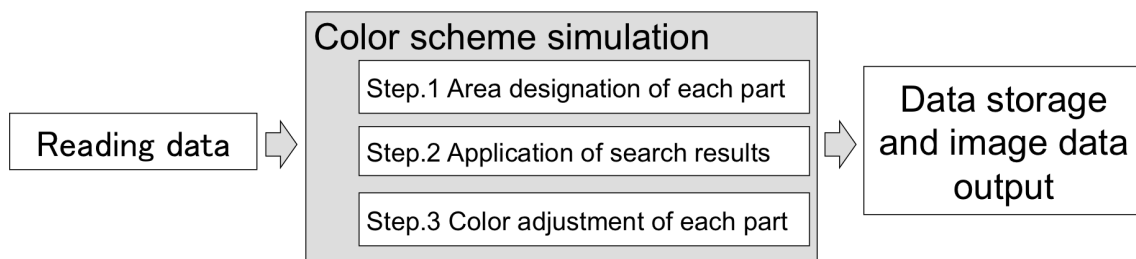 Reading data
Color scheme simulation
Step.1 Area designation of each part
Step.2 Application of search results
Step.3 Color adjustment of each part
Data storage
and image data
output